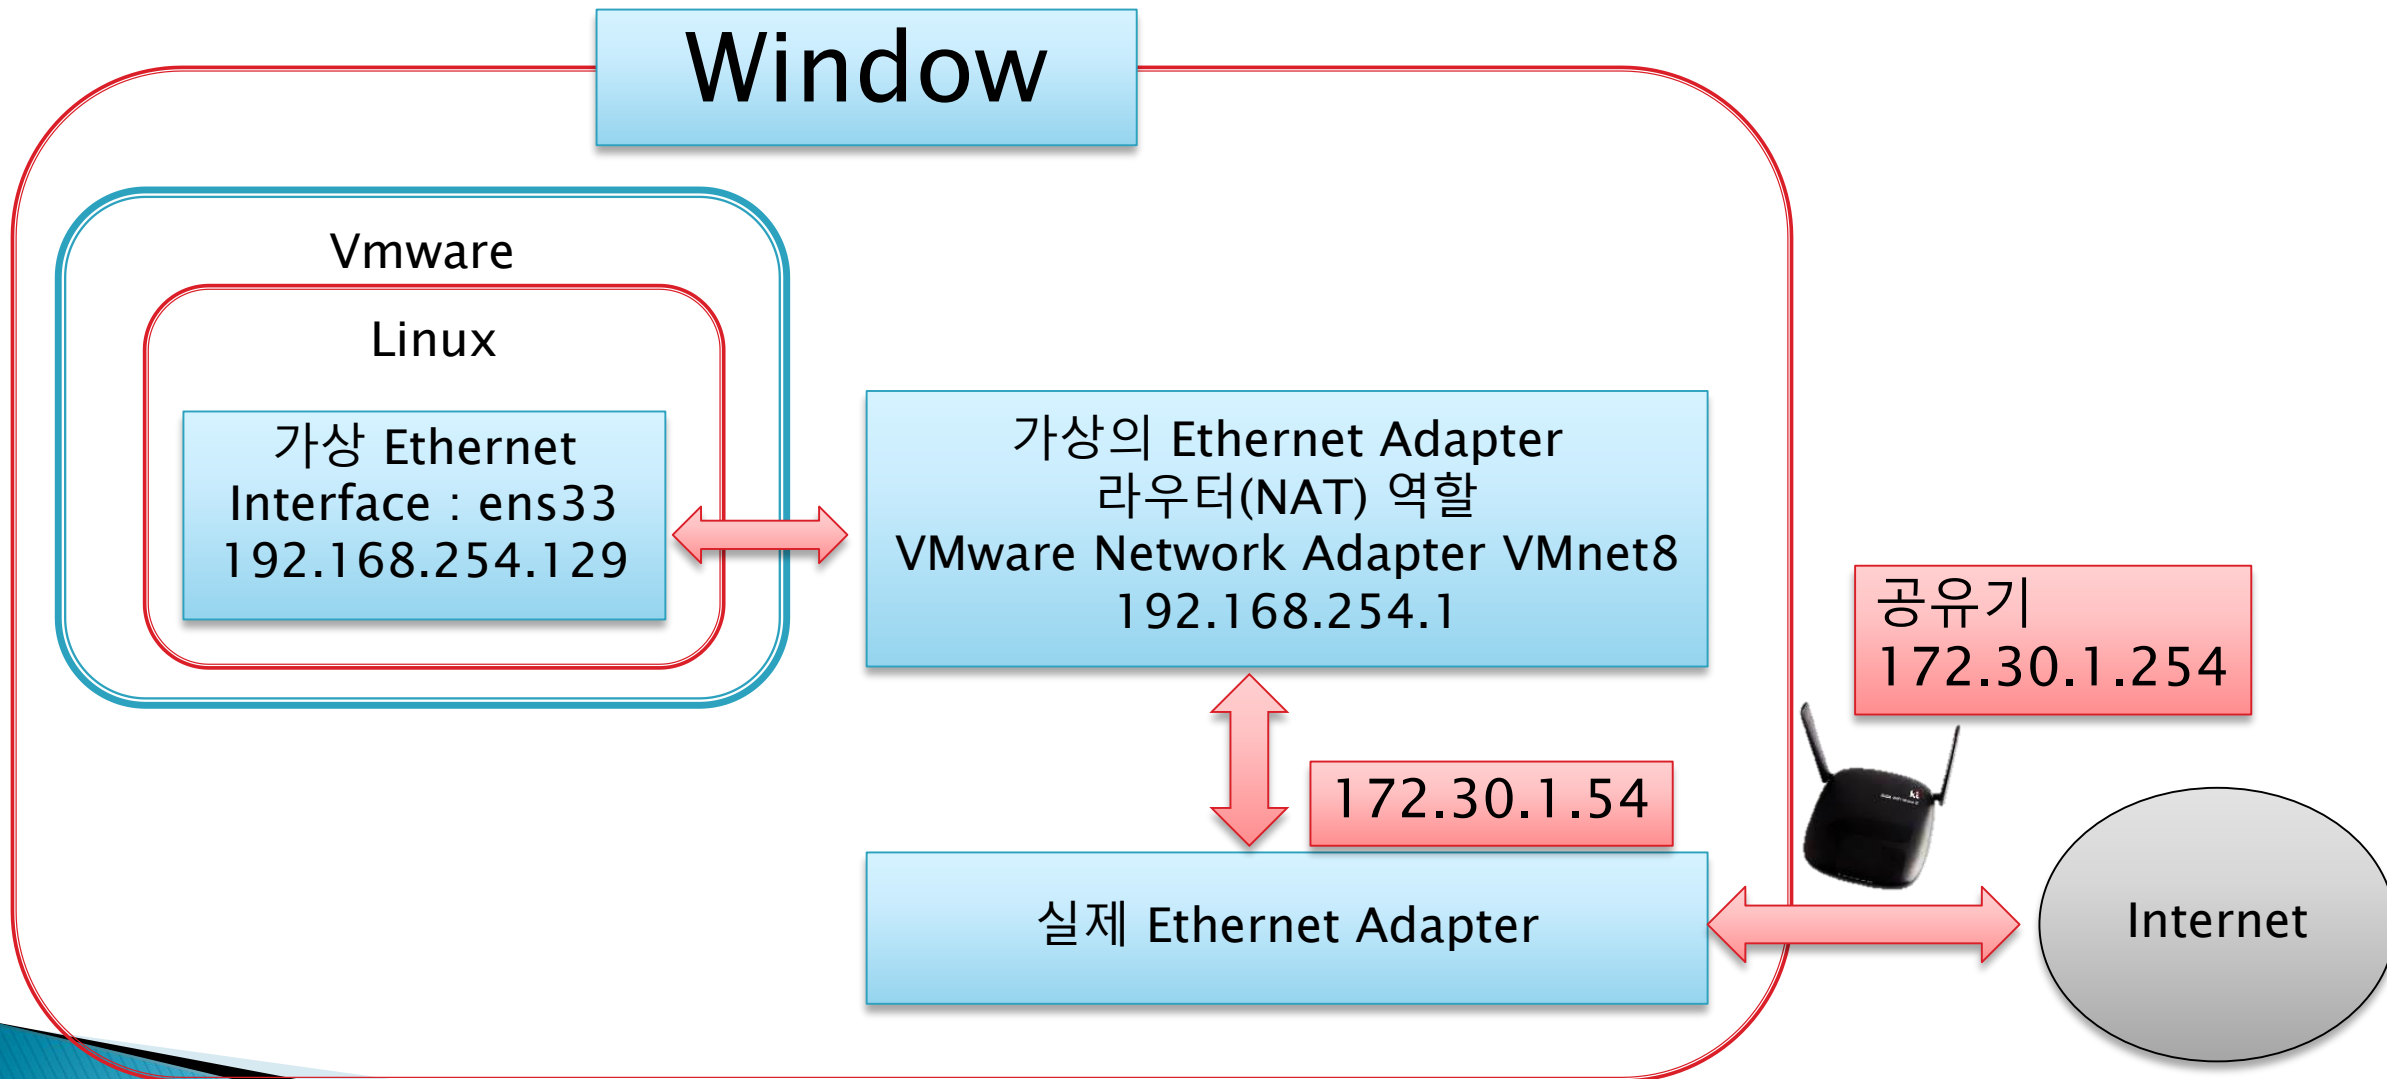 Window
Vmware
Linux
가상 Ethernet
Interface : ens33
192.168.254.129
가상의 Ethernet Adapter
라우터(NAT) 역할
VMware Network Adapter VMnet8
192.168.254.1
공유기
172.30.1.254
172.30.1.54
실제 Ethernet Adapter
Internet
kt